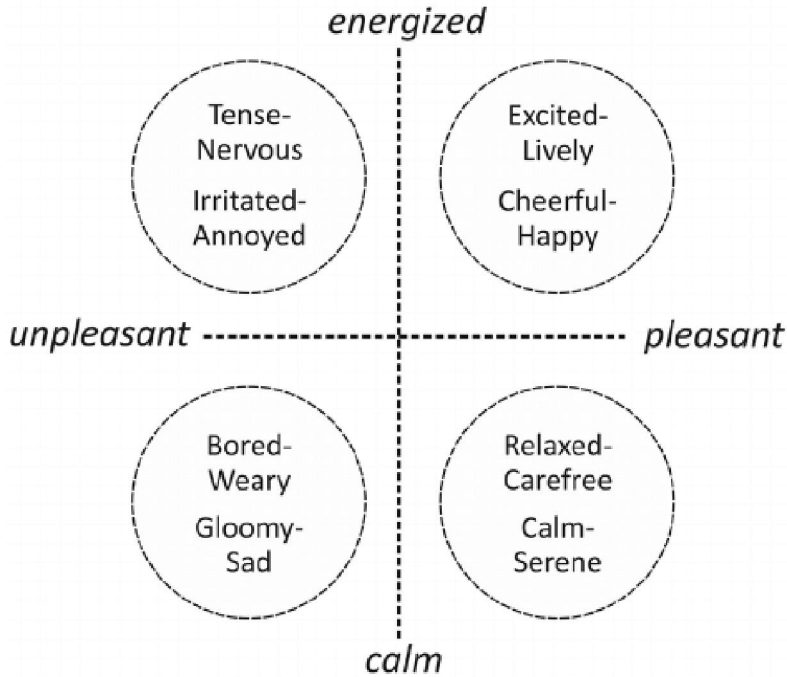 energized
Tense-
Nervous
Irritated-
Annoyed
Excited-
Lively
Cheerful-
Happy
unpleasant
pleasant
Bored-
Weary
Gloomy-
Sad
Relaxed-
Carefree
Calm-
Serene
calm